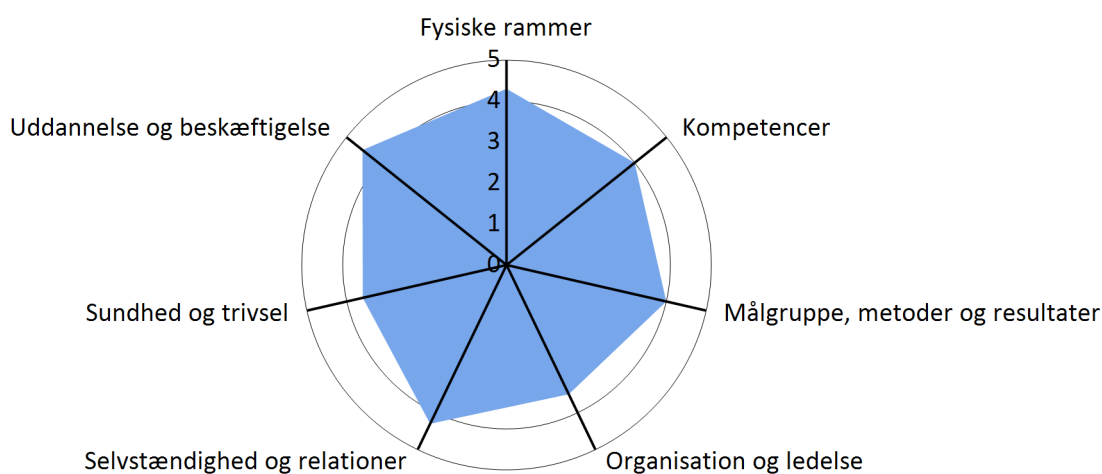 Fysiske rammer
5
4
3
2
1
0
Uddannelse og beskæftigelse
Kompetencer
Sundhed og trivsel
Målgruppe, metoder og resultater
Selvstændighed og relationer
Organisation og ledelse